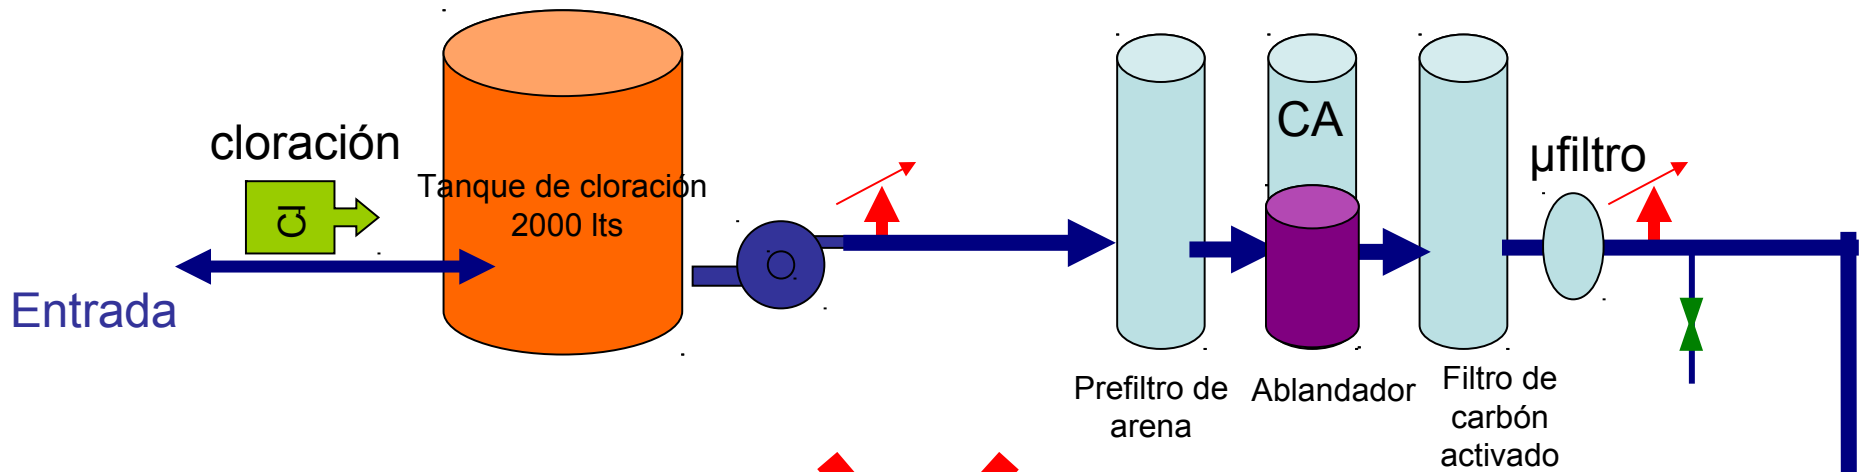 cloración
Cl
Entrada
Tanque de cloración
2000 lts
CA
µfiltro
Prefiltro de
arena
Ablandador
Filtro de
carbón
activado